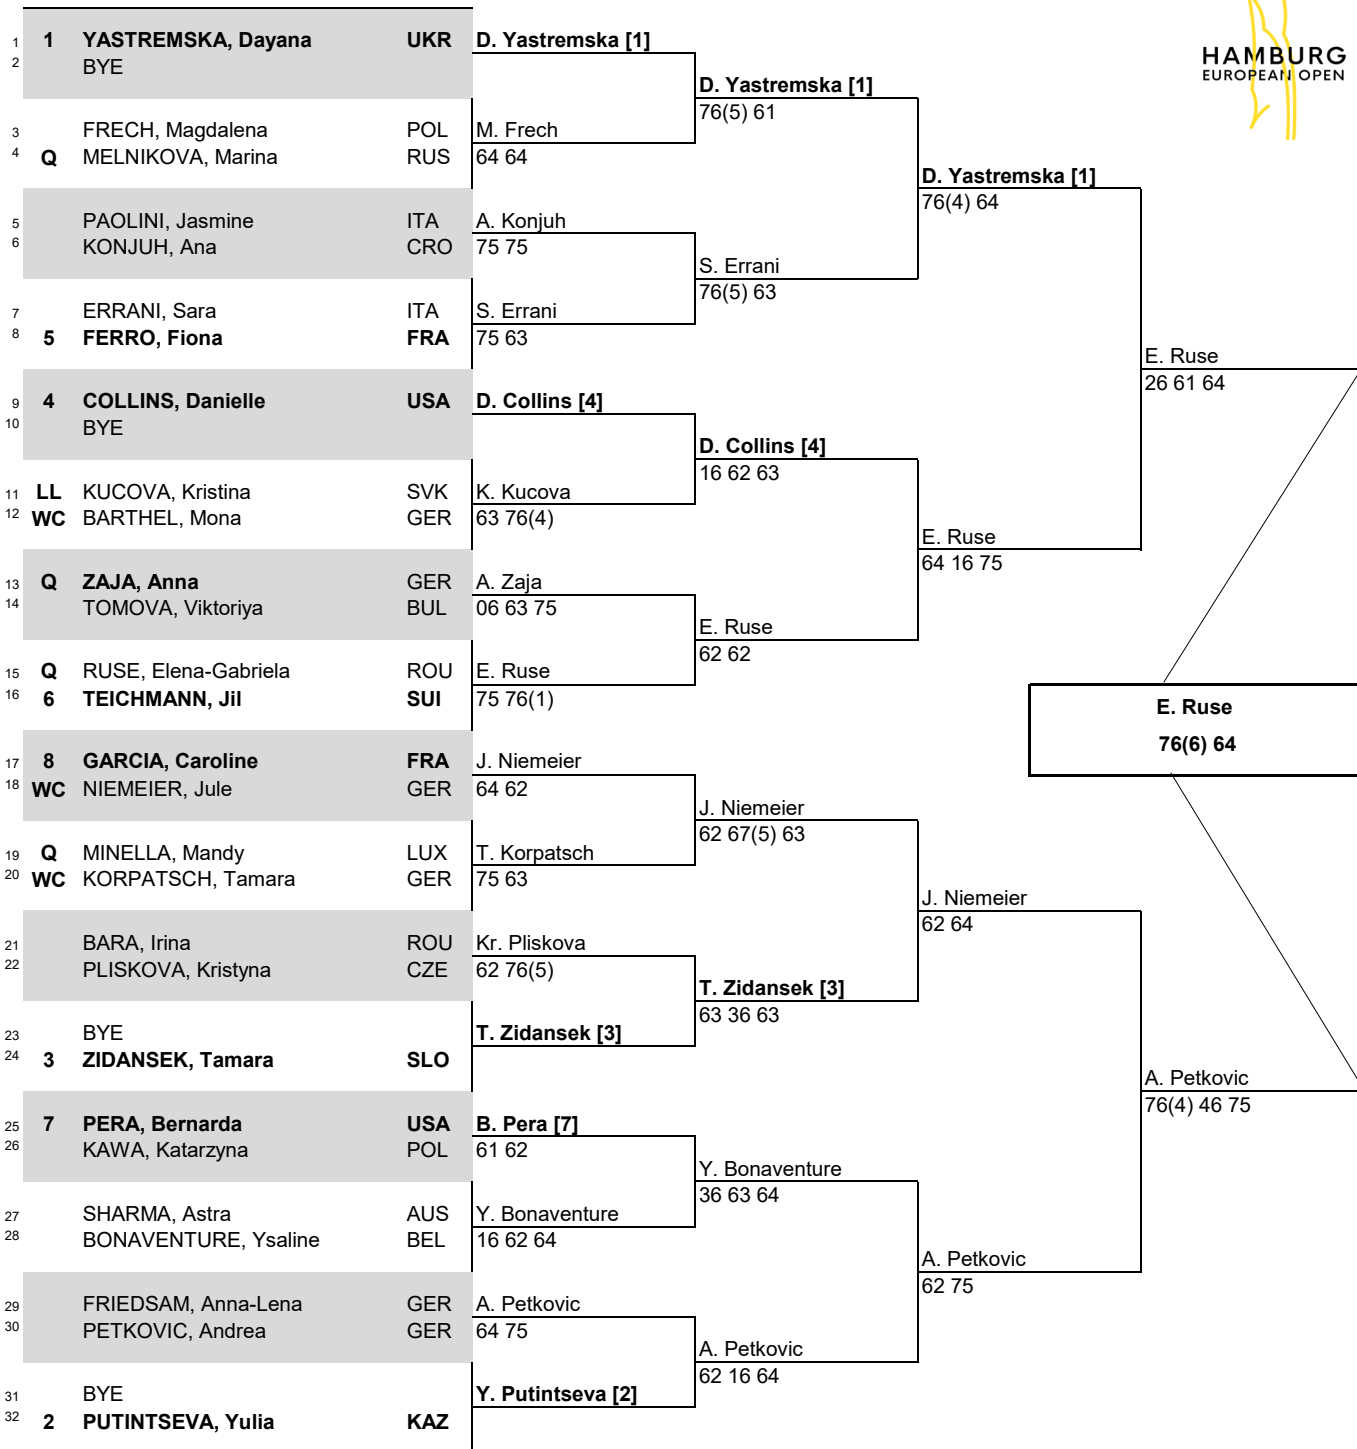 HAMBURG
EUROPEAN OPEN
1 1 YASTREMSKA, Dayana UKR D. Yastremska [1]
2 BYE
D. Yastremska [1]
76(5) 61
3 FRECH, Magdalena POL M. Frech
4 Q MELNIKOVA, Marina RUS 64 64
D. Yastremska [1]
76(4) 64
5 PAOLINI, Jasmine ITA A. Konjuh
6 KONJUH, Ana CRO 75 75
S. Errani
76(5) 63
7 ERRANI, Sara ITA S. Errani
8 5 FERRO, Fiona FRA 75 63
E. Ruse
26 61 64
9 4 COLLINS, Danielle USA D. Collins [4]
10 BYE
D. Collins [4]
16 62 63
11 LL KUCOVA, Kristina SVK K. Kucova
12 WC BARTHEL, Mona GER 63 76(4)
E. Ruse
64 16 75
13 Q ZAJA, Anna GER A. Zaja
14 TOMOVA, Viktoriya BUL 06 63 75
E. Ruse
62 62
15 Q RUSE, Elena-Gabriela ROU E. Ruse
16 6 TEICHMANN, Jil SUI 75 76(1)
E. Ruse
76(6) 64
17 8 GARCIA, Caroline FRA J. Niemeier
18 WC NIEMEIER, Jule GER 64 62
J. Niemeier
62 67(5) 63
19 Q MINELLA, Mandy LUX T. Korpatsch
20 WC KORPATSCH, Tamara GER 75 63
J. Niemeier
62 64
21 BARA, Irina ROU Kr. Pliskova
22 PLISKOVA, Kristyna CZE 62 76(5)
T. Zidansek [3]
63 36 63
23 BYE T. Zidansek [3]
24 3 ZIDANSEK, Tamara SLO
A. Petkovic
76(4) 46 75
25 7 PERA, Bernarda USA B. Pera [7]
26 KAWA, Katarzyna POL 61 62
Y. Bonaventure
36 63 64
27 SHARMA, Astra AUS Y. Bonaventure
28 BONAVENTURE, Ysaline BEL 16 62 64
A. Petkovic
62 75
29 FRIEDSAM, Anna-Lena GER A. Petkovic
30 PETKOVIC, Andrea GER 64 75
A. Petkovic
62 16 64
31 BYE Y. Putintseva [2]
32 2 PUTINTSEVA, Yulia KAZ